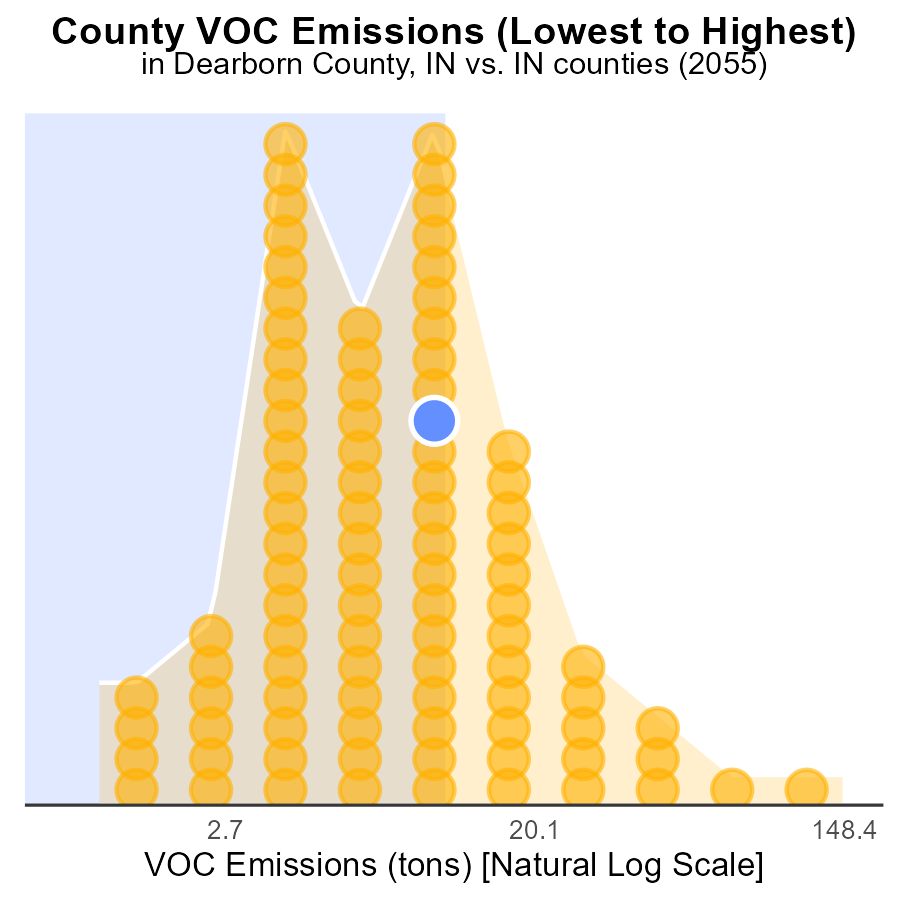 County VOC Emissions (Lowest to Highest)
in Dearborn County, IN vs. IN counties (2055)
2.7 20.1 148.4
VOC Emissions (tons) [Natural Log Scale]